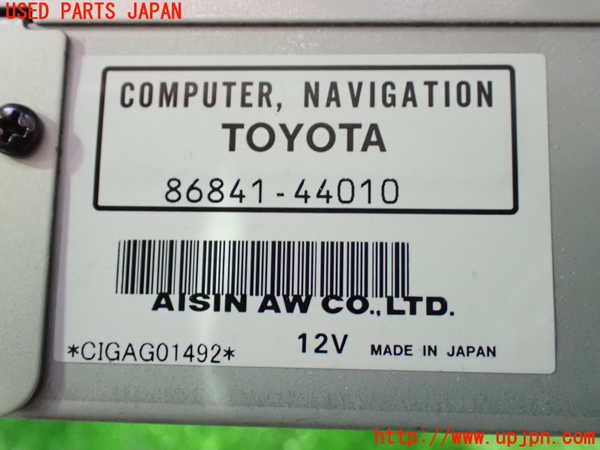 USED PARTS JAPAN
COMPUTER, NAVIGATION
TOYOTA
86841-44010
AISIN AW CO., LTD.
*CIGAG01492* 12V MADE IN JAPAN
http://www.upjpn.com